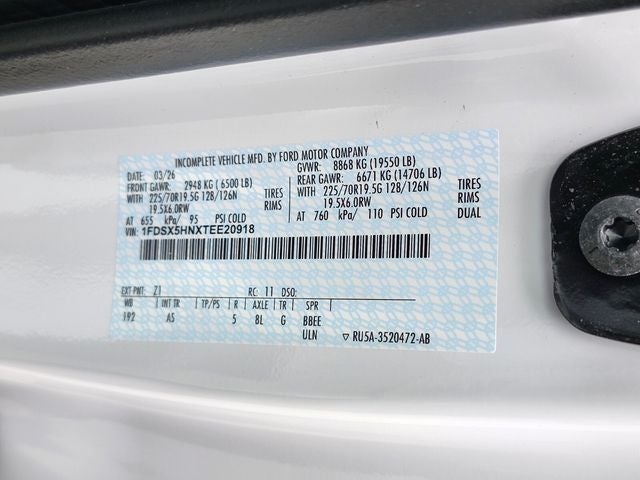 INCOMPLETE VEHICLE MFD. BY FORD MOTOR COMPANY
DATE 03/26 GVWR: 8868 KG (19550 LB)
FRONT GAWR: 2948 KG ( 6500 LB) REAR GAWR: 6671 KG (14706 LB)
WITH 225/70R19.5G 128/126N TIRES WITH 225/70R19.5G 128/126N TIRES
19.5X6.0RW RIMS 19.5X6.0RW RIMS
AT 655 kPa/ 95 PSI COLD AT 760 kPa/ 110 PSI COLD DUAL
VIN: 1FDSX5HNXTEE20918
EXT PNT: Z1 RC: 11 DSO:
WB INT TR TP/PS R AXLE TR SPR
192 AS 5 8L G BBEE
ULN ▽ RU5A-3520472-AB